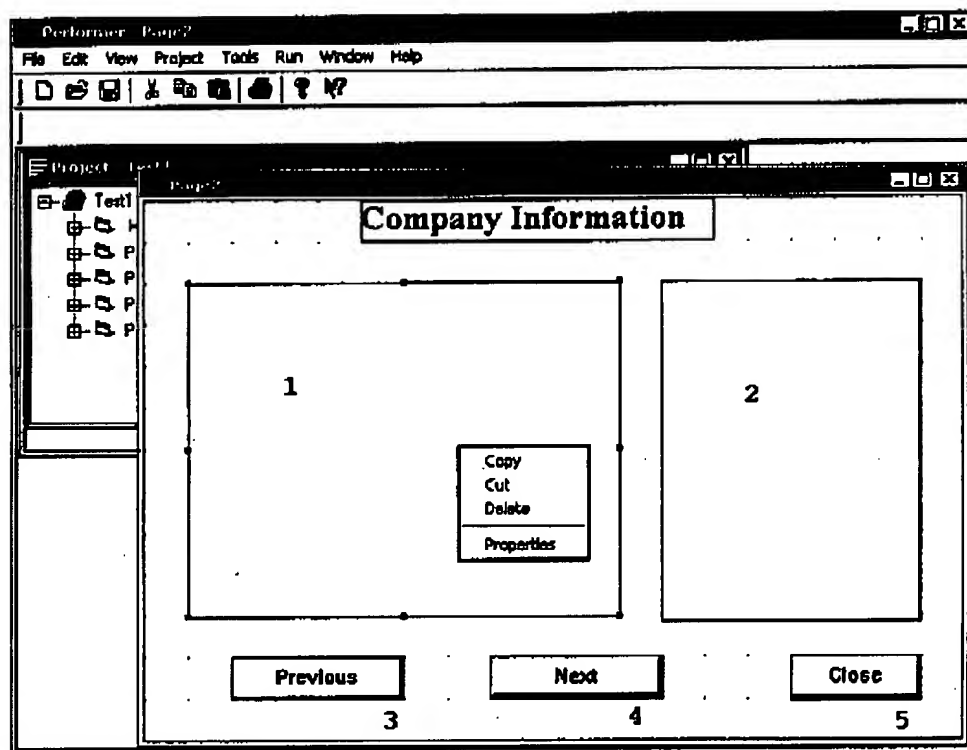 Performer Page2
File Edit View Project Tools Run Window Help
Project Test1
Page2
Test1
H
P
P
P
P
Company Information
1
2
Copy
Cut
Delete
Properties
Previous
Next
Close
3
4
5